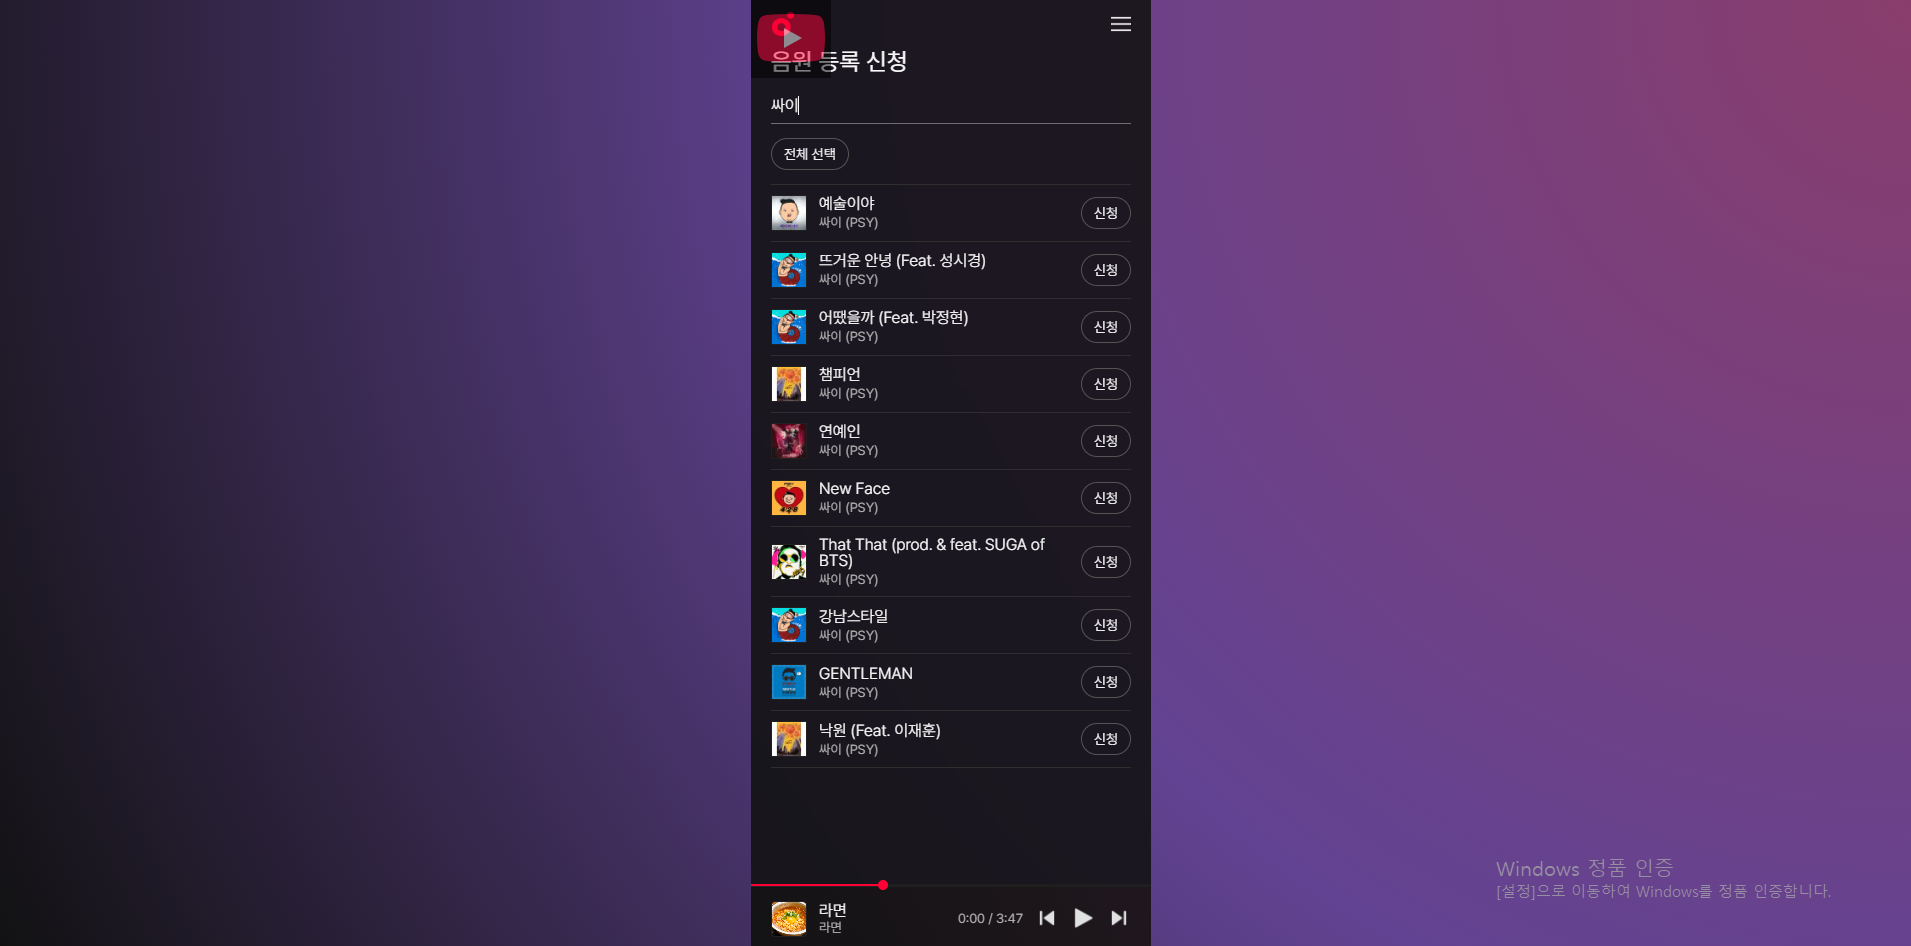 음원 등록 신청
싸이
전체 선택
예술이야
싸이 (PSY)
신청
뜨거운 안녕 (Feat. 성시경)
싸이 (PSY)
신청
어땠을까 (Feat. 박정현)
싸이 (PSY)
신청
챔피언
싸이 (PSY)
신청
연예인
싸이 (PSY)
신청
New Face
싸이 (PSY)
신청
That That (prod. & feat. SUGA of
BTS)
싸이 (PSY)
신청
강남스타일
싸이 (PSY)
신청
GENTLEMAN
싸이 (PSY)
신청
낙원 (Feat. 이재훈)
싸이 (PSY)
신청
라면
라면
0:00 / 3:47
Windows 정품 인증
[설정]으로 이동하여 Windows를 정품 인증합니다.